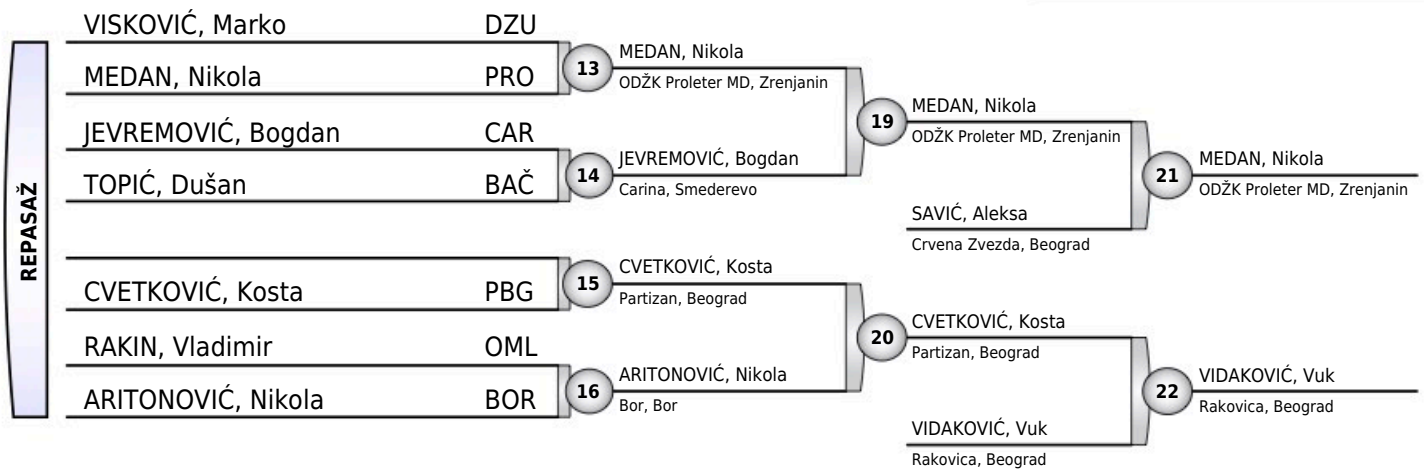 REPASAŽ
VISKOVIĆ, Marko DZU
MEDAN, Nikola PRO
JEVREMOVIĆ, Bogdan CAR
TOPIĆ, Dušan BAČ
CVETKOVIĆ, Kosta PBG
RAKIN, Vladimir OML
ARITONOVIĆ, Nikola BOR
13
MEDAN, Nikola
ODŽK Proleter MD, Zrenjanin
14
JEVREMOVIĆ, Bogdan
Carina, Smederevo
15
CVETKOVIĆ, Kosta
Partizan, Beograd
16
ARITONOVIĆ, Nikola
Bor, Bor
19
MEDAN, Nikola
ODŽK Proleter MD, Zrenjanin
SAVIĆ, Aleksa
Crvena Zvezda, Beograd
20
CVETKOVIĆ, Kosta
Partizan, Beograd
VIDAKOVIĆ, Vuk
Rakovica, Beograd
21
MEDAN, Nikola
ODŽK Proleter MD, Zrenjanin
22
VIDAKOVIĆ, Vuk
Rakovica, Beograd